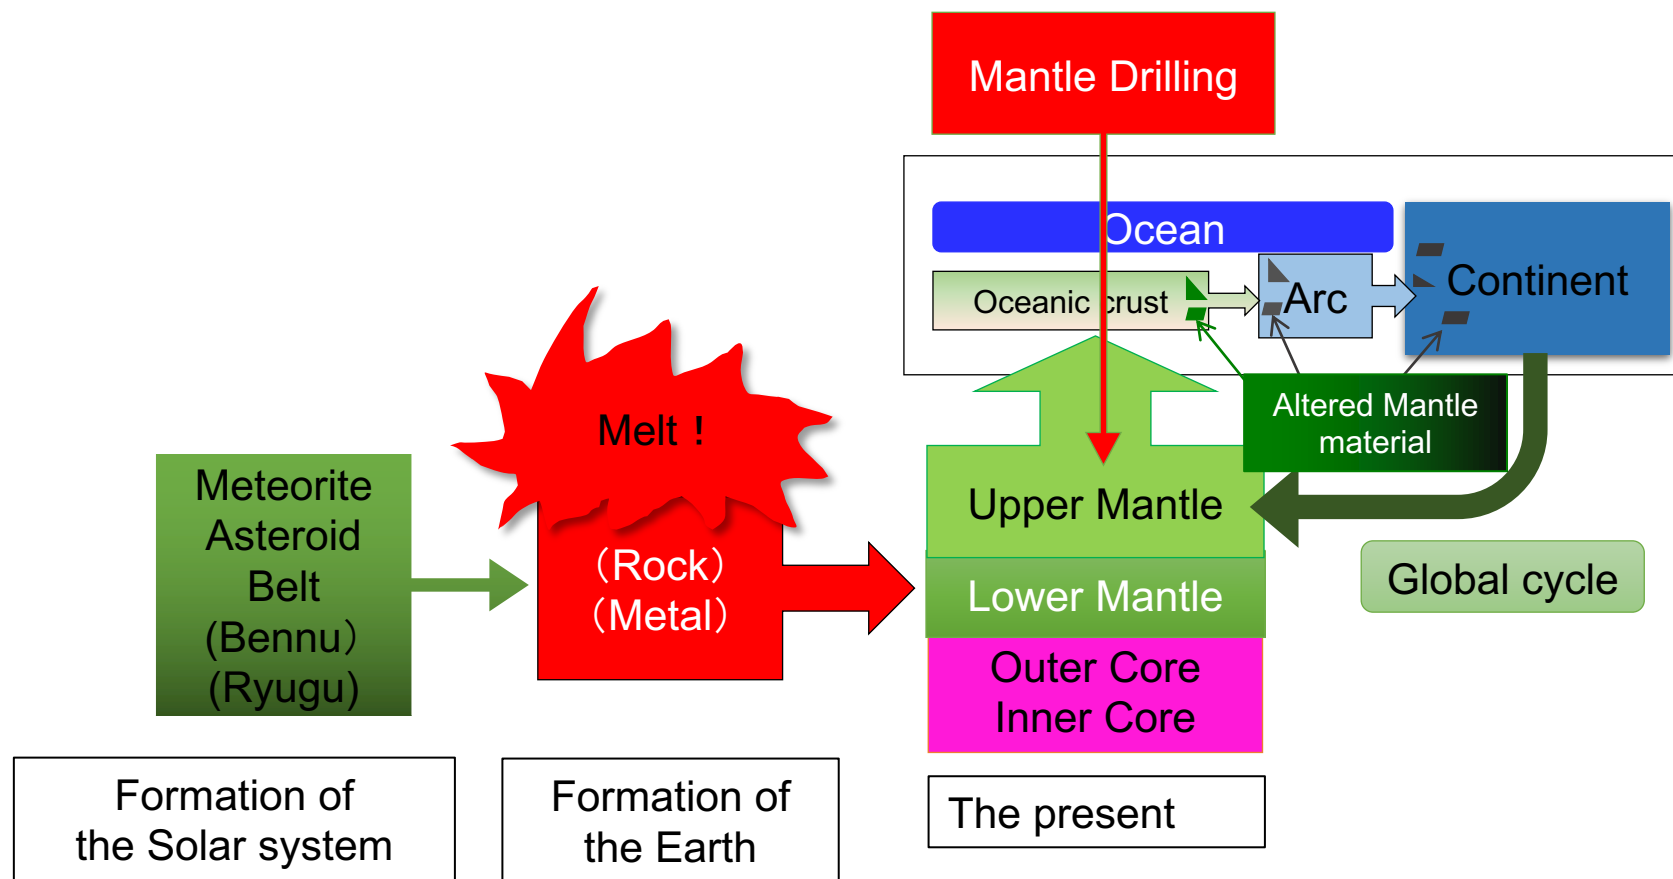 Mantle Drilling
Ocean
Oceanic crust
Arc
Continent
Altered Mantle
material
Melt！
Meteorite
Asteroid
Belt
(Bennu）
(Ryugu)
（Rock）
（Metal）
Upper Mantle
Lower Mantle
Outer Core
Inner Core
Global cycle
Formation of
the Solar system
Formation of
the Earth
The present